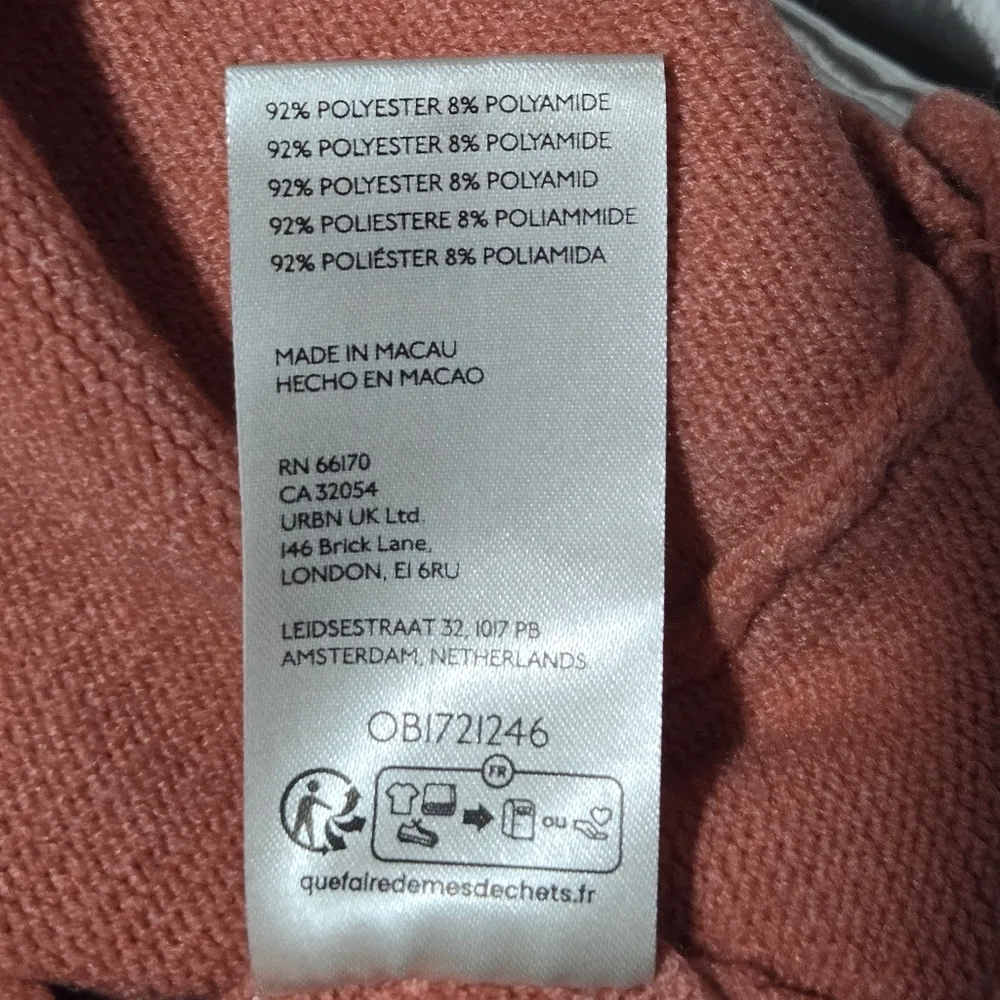 92% POLYESTER 8% POLYAMIDE
92% POLYESTER 8% POLYAMIDE
92% POLYESTER 8% POLYAMID
92% POLIESTERE 8% POLIAMMIDE
92% POLIÉSTER 8% POLIAMIDA
MADE IN MACAU
HECHO EN MACAO
RN 66170
CA 32054
URBN UK Ltd.
146 Brick Lane,
LONDON, E1 6RU
LEIDSESTRAAT 32, 1017 PB
AMSTERDAM, NETHERLANDS
OB1721246
FR
ou
quefairedemesdechets.fr